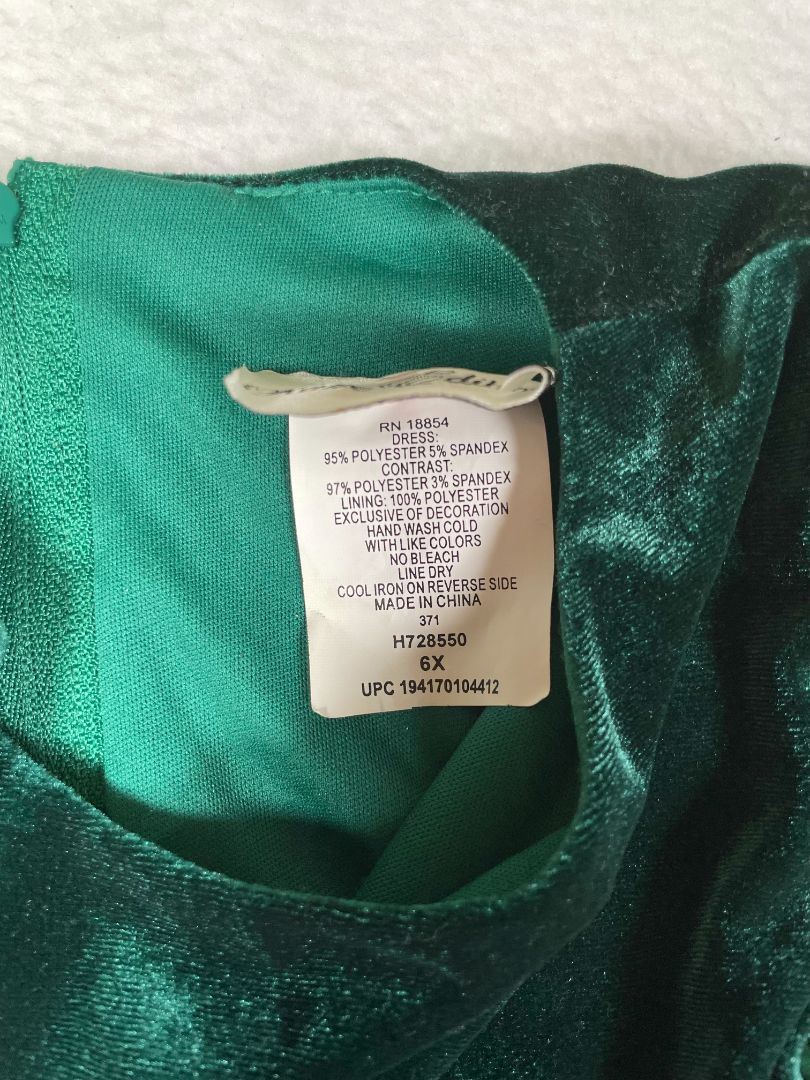 RN 18854
DRESS:
95% POLYESTER 5% SPANDEX
CONTRAST:
97% POLYESTER 3% SPANDEX
LINING: 100% POLYESTER
EXCLUSIVE OF DECORATION
HAND WASH COLD
WITH LIKE COLORS
NO BLEACH
LINE DRY
COOL IRON ON REVERSE SIDE
MADE IN CHINA
371
H728550
6X
UPC 194170104412